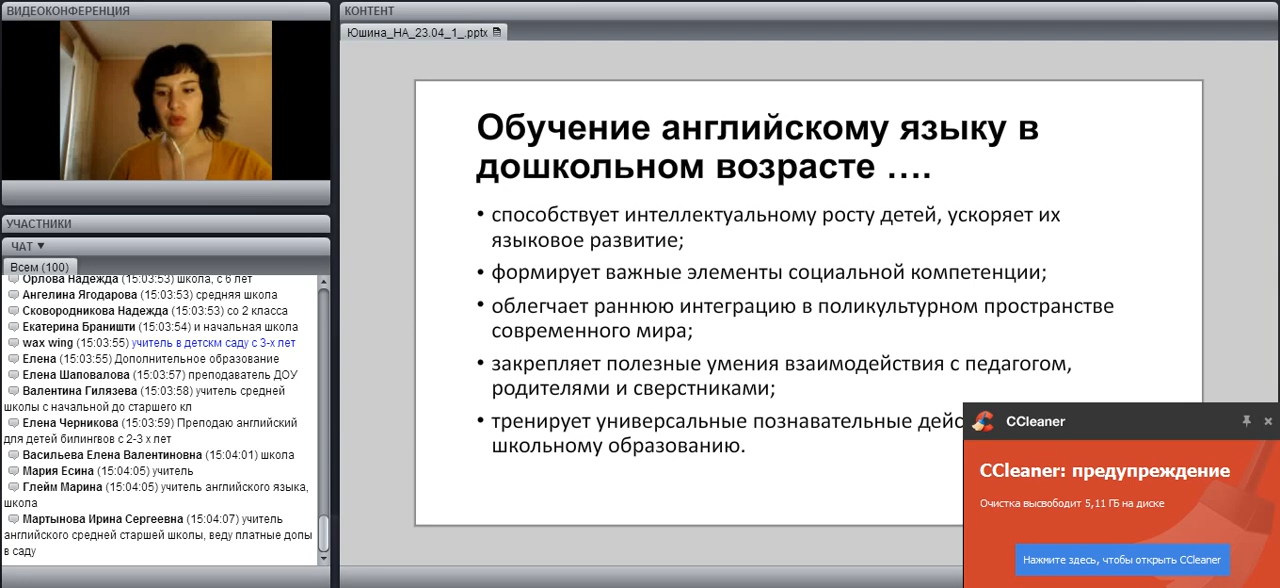 ВИДЕОКОНФЕРЕНЦИЯ
УЧАСТНИКИ
ЧАТ ▼
Всем (100)
Орлова Надежда (15:03:53) школа, с 6 лет
Ангелина Ягодарова (15:03:53) средняя школа
Сковородникова Надежда (15:03:53) со 2 класса
Екатерина Браништи (15:03:54) и начальная школа
wax wing (15:03:55) учитель в детскм саду с 3-х лет
Елена (15:03:55) Дополнительное образование
Елена Шаповалова (15:03:57) преподаватель ДОУ
Валентина Гилязева (15:03:58) учитель средней
школы с начальной до старшего кл
Елена Черникова (15:03:59) Преподаю английский
для детей билингвов с 2-3 х лет
Васильева Елена Валентиновна (15:04:01) школа
Мария Есина (15:04:05) учитель
Глейм Марина (15:04:05) учитель английского языка,
школа
Мартынова Ирина Сергеевна (15:04:07) учитель
английского средней старшей школы, веду платные допы
в саду
КОНТЕНТ
Юшина_НА_23.04_1_.pptx
Обучение английскому языку в
дошкольном возрасте ….
• способствует интеллектуальному росту детей, ускоряет их
языковое развитие;
• формирует важные элементы социальной компетенции;
• облегчает раннюю интеграцию в поликультурном пространстве
современного мира;
• закрепляет полезные умения взаимодействия с педагогом,
родителями и сверстниками;
• тренирует универсальные познавательные дейс
школьному образованию.
CCleaner
CCleaner: предупреждение
Очистка высвободит 5,11 ГБ на диске
Нажмите здесь, чтобы открыть CCleaner